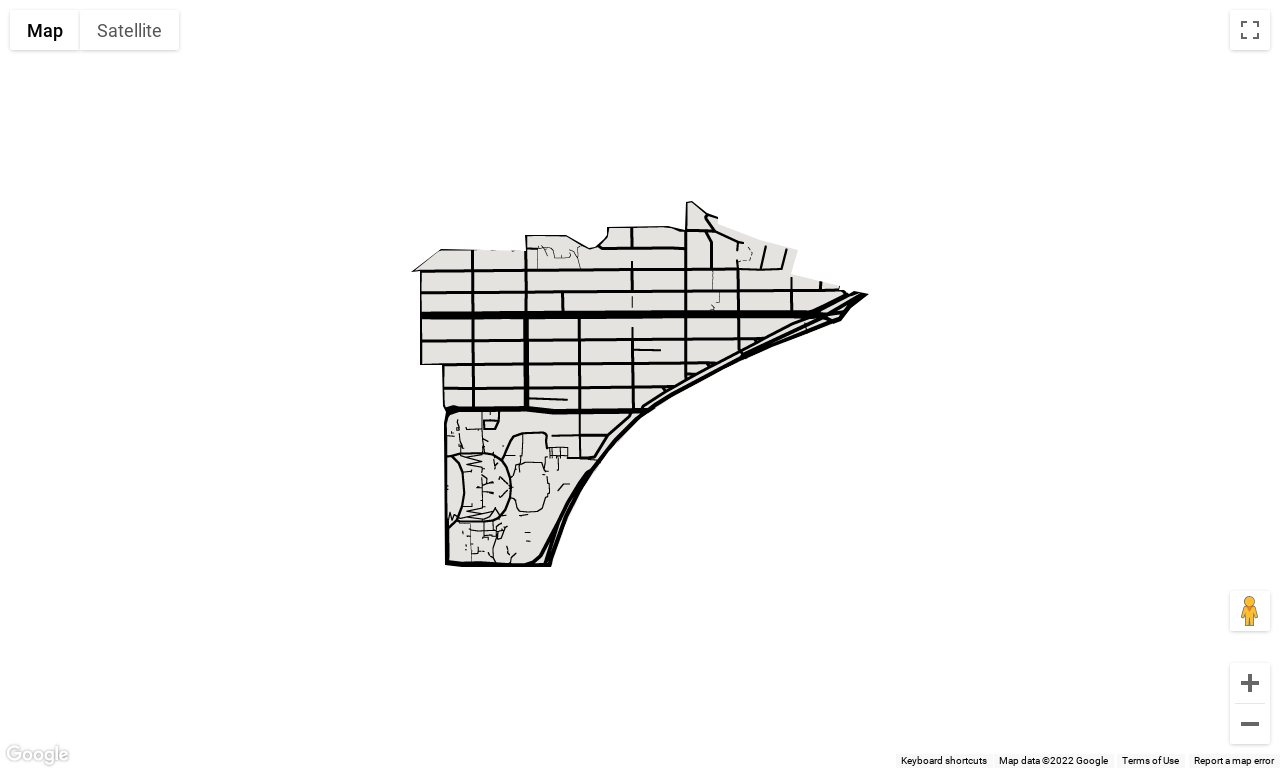 Map Satellite
Google
Keyboard shortcuts Map data ©2022 Google Terms of Use Report a map error